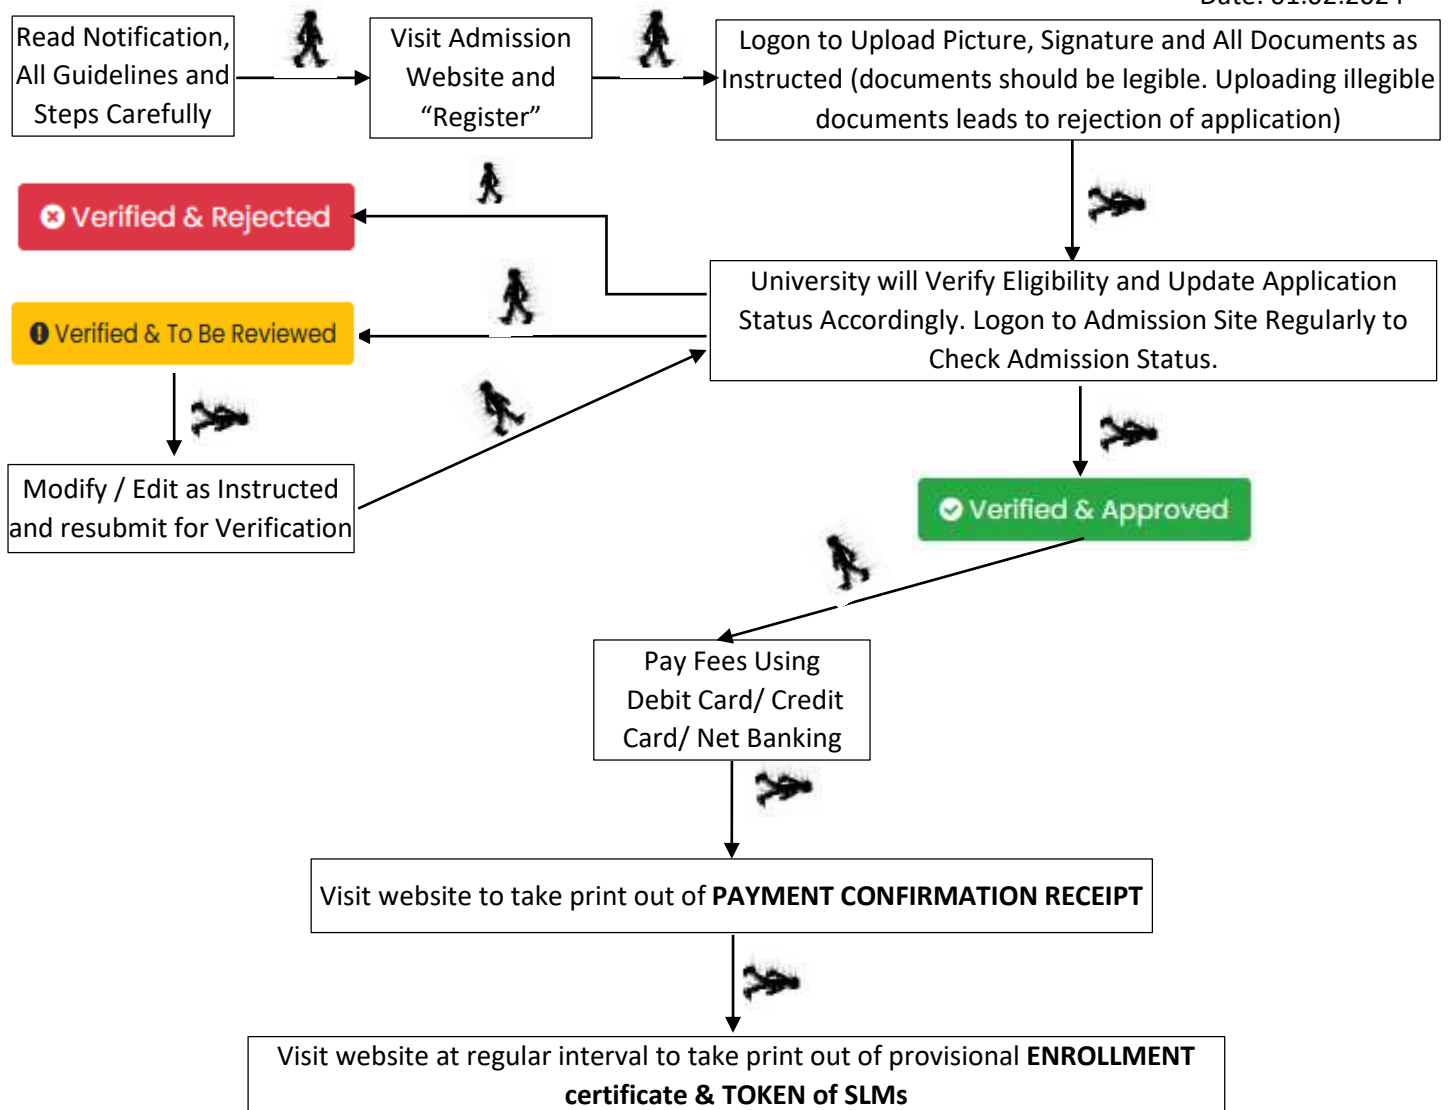 Date: 01.02.2024
Read Notification,
All Guidelines and
Steps Carefully
Visit Admission
Website and
“Register”
Logon to Upload Picture, Signature and All Documents as
Instructed (documents should be legible. Uploading illegible
documents leads to rejection of application)
Verified & Rejected
University will Verify Eligibility and Update Application
Status Accordingly. Logon to Admission Site Regularly to
Check Admission Status.
Verified & To Be Reviewed
Modify / Edit as Instructed
and resubmit for Verification
Verified & Approved
Pay Fees Using
Debit Card/ Credit
Card/ Net Banking
Visit website to take print out of PAYMENT CONFIRMATION RECEIPT
Visit website at regular interval to take print out of provisional ENROLLMENT
certificate & TOKEN of SLMs